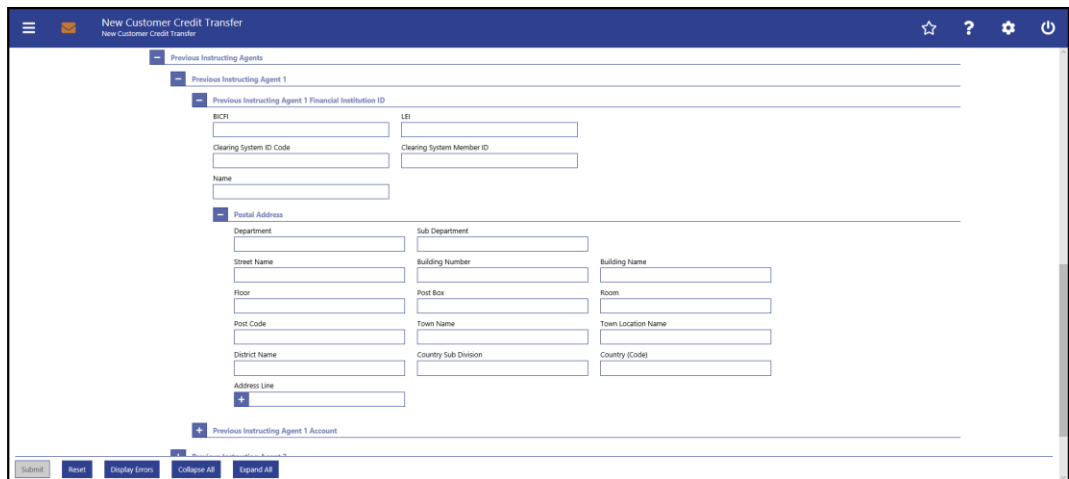 New Customer Credit Transfer
New Customer Credit Transfer
Previous Instructing Agents
Previous Instructing Agent 1
Previous Instructing Agent 1 Financial Institution ID
BICFI LEI
Clearing System ID Code Clearing System Member ID
Name
Postal Address
Department Sub Department
Street Name Building Number Building Name
Floor Post Box Room
Post Code Town Name Town Location Name
District Name Country Sub Division Country (Code)
Address Line
Previous Instructing Agent 1 Account
Previous Instructing Agent
Submit Reset Display Errors Collapse All Expand All